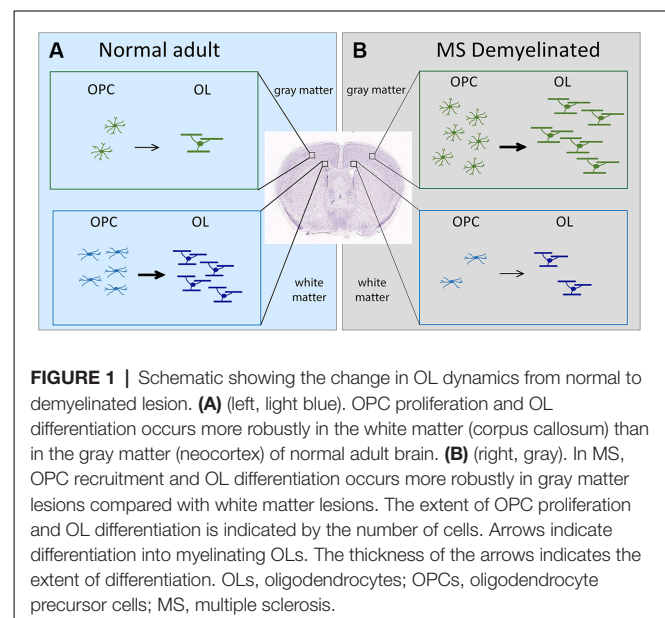 A Normal adult
B MS Demyelinated
OPC OL
gray matter
gray matter
OPC OL
OPC OL
white
matter
white
matter
OPC OL
FIGURE 1 | Schematic showing the change in OL dynamics from normal to
demyelinated lesion. (A) (left, light blue). OPC proliferation and OL
differentiation occurs more robustly in the white matter (corpus callosum) than
in the gray matter (neocortex) of normal adult brain. (B) (right, gray). In MS,
OPC recruitment and OL differentiation occurs more robustly in gray matter
lesions compared with white matter lesions. The extent of OPC proliferation
and OL differentiation is indicated by the number of cells. Arrows indicate
differentiation into myelinating OLs. The thickness of the arrows indicates the
extent of differentiation. OLs, oligodendrocytes; OPCs, oligodendrocyte
precursor cells; MS, multiple sclerosis.